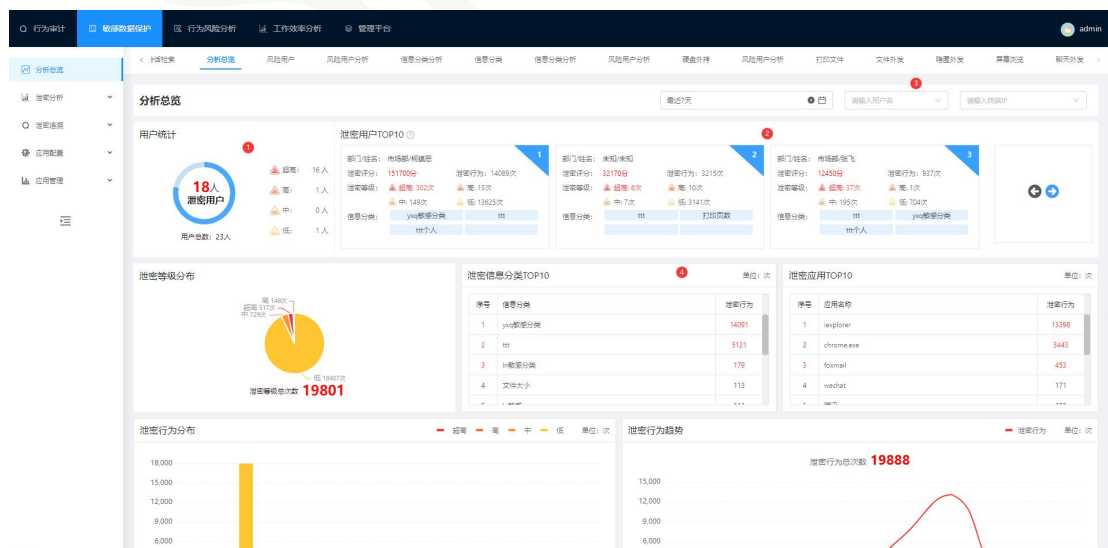 行为审计 敏感数据保护 行为风险分析 工作效率分析 管理平台 admin
分析总览
泄密分析
泄密追溯
应用配置
应用管理
分析总览 风险用户 风险用户分析 信息分类分析 信息分类 信息分类分析 风险用户分析 硬盘外拷 风险用户分析 打印文件 文件外发 隐匿外发 屏幕浏览 聊天外发
分析总览 最近7天 请输入用户名 3 请输入终端IP
用户统计
1
18人
泄密用户
用户总数: 23人
超高: 16人
高: 1人
中: 0人
低: 1人
泄密用户TOP10 2
部门/姓名: 市场部/柯镇恶 1
泄密评分: 151700分 泄密行为: 14089次
泄密等级: 超高: 302次 高: 13次
中: 149次 低: 13625次
信息分类: yxq敏感分类 ttt
ttt个人
部门/姓名: 未知/未知 2
泄密评分: 32170分 泄密行为: 3215次
泄密等级: 超高: 8次 高: 10次
中: 7次 低: 3141次
信息分类: ttt 打印页数
部门/姓名: 市场部/张飞 3
泄密评分: 12450分 泄密行为: 937次
泄密等级: 超高: 37次 高: 1次
中: 195次 低: 704次
信息分类: ttt yxq敏感分类
ttt个人
泄密等级分布
高 148次
超高 517次
中 729次
低 18407次
泄密等级总次数 19801
泄密信息分类TOP10 4 单位: 次
序号 信息分类 泄密行为
1 yxq敏感分类 14091
2 ttt 5121
3 ln敏感分类 179
4 文件大小 113
泄密应用TOP10 单位: 次
序号 应用名称 泄密行为
1 iexplorer 13398
2 chrome.exe 3443
3 foxmail 453
4 wechat 171
泄密行为分布 超高 高 中 低 单位: 次
18,000
15,000
12,000
9,000
6,000
泄密行为趋势 泄密行为 单位: 次
泄密行为总次数 19888
15,000
12,000
9,000
6,000